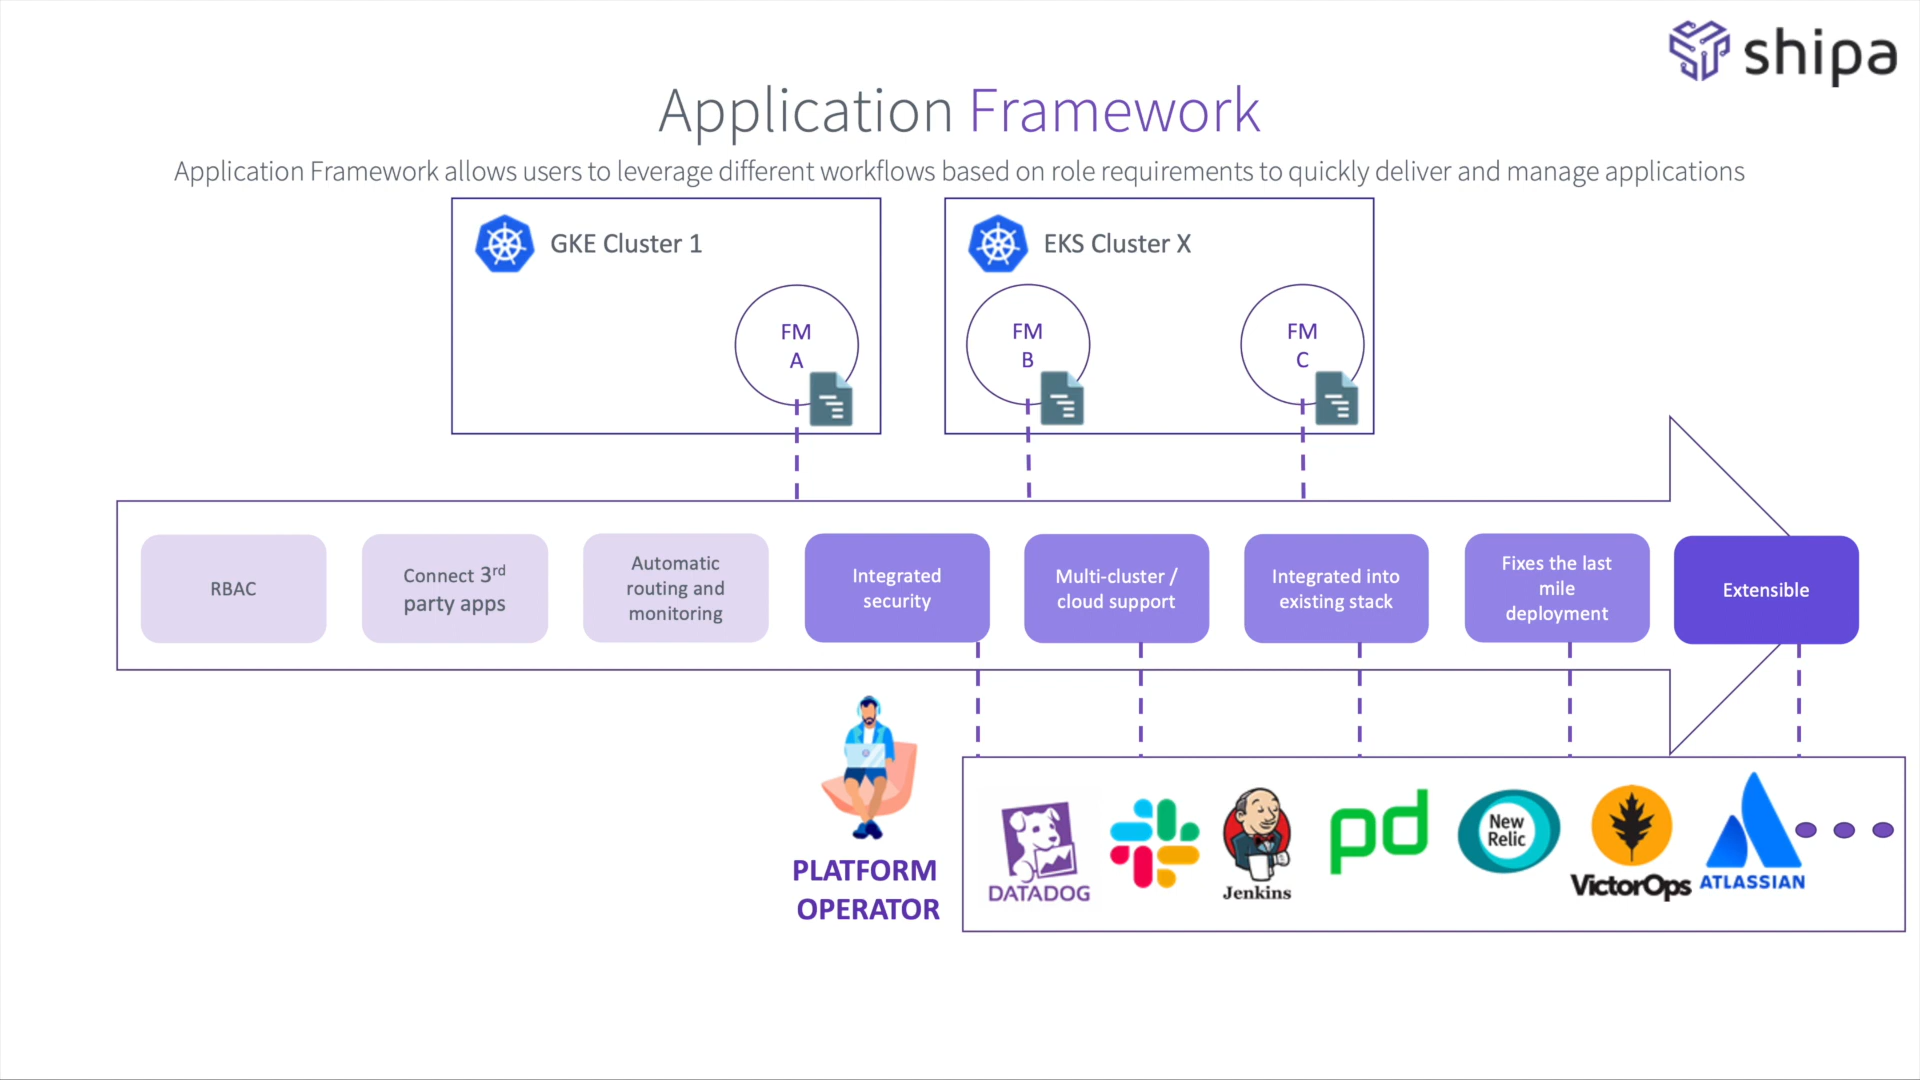 shipa
Application Framework
Application Framework allows users to leverage different workflows based on role requirements to quickly deliver and manage applications
GKE Cluster 1
EKS Cluster X
FM
A
FM
B
FM
C
RBAC
Connect 3rd
party apps
Automatic
routing and
monitoring
Integrated
security
Multi-cluster /
cloud support
Integrated into
existing stack
Fixes the last
mile
deployment
Extensible
PLATFORM
OPERATOR
DATADOG
Jenkins
pd
New
Relic
VictorOps
ATLASSIAN